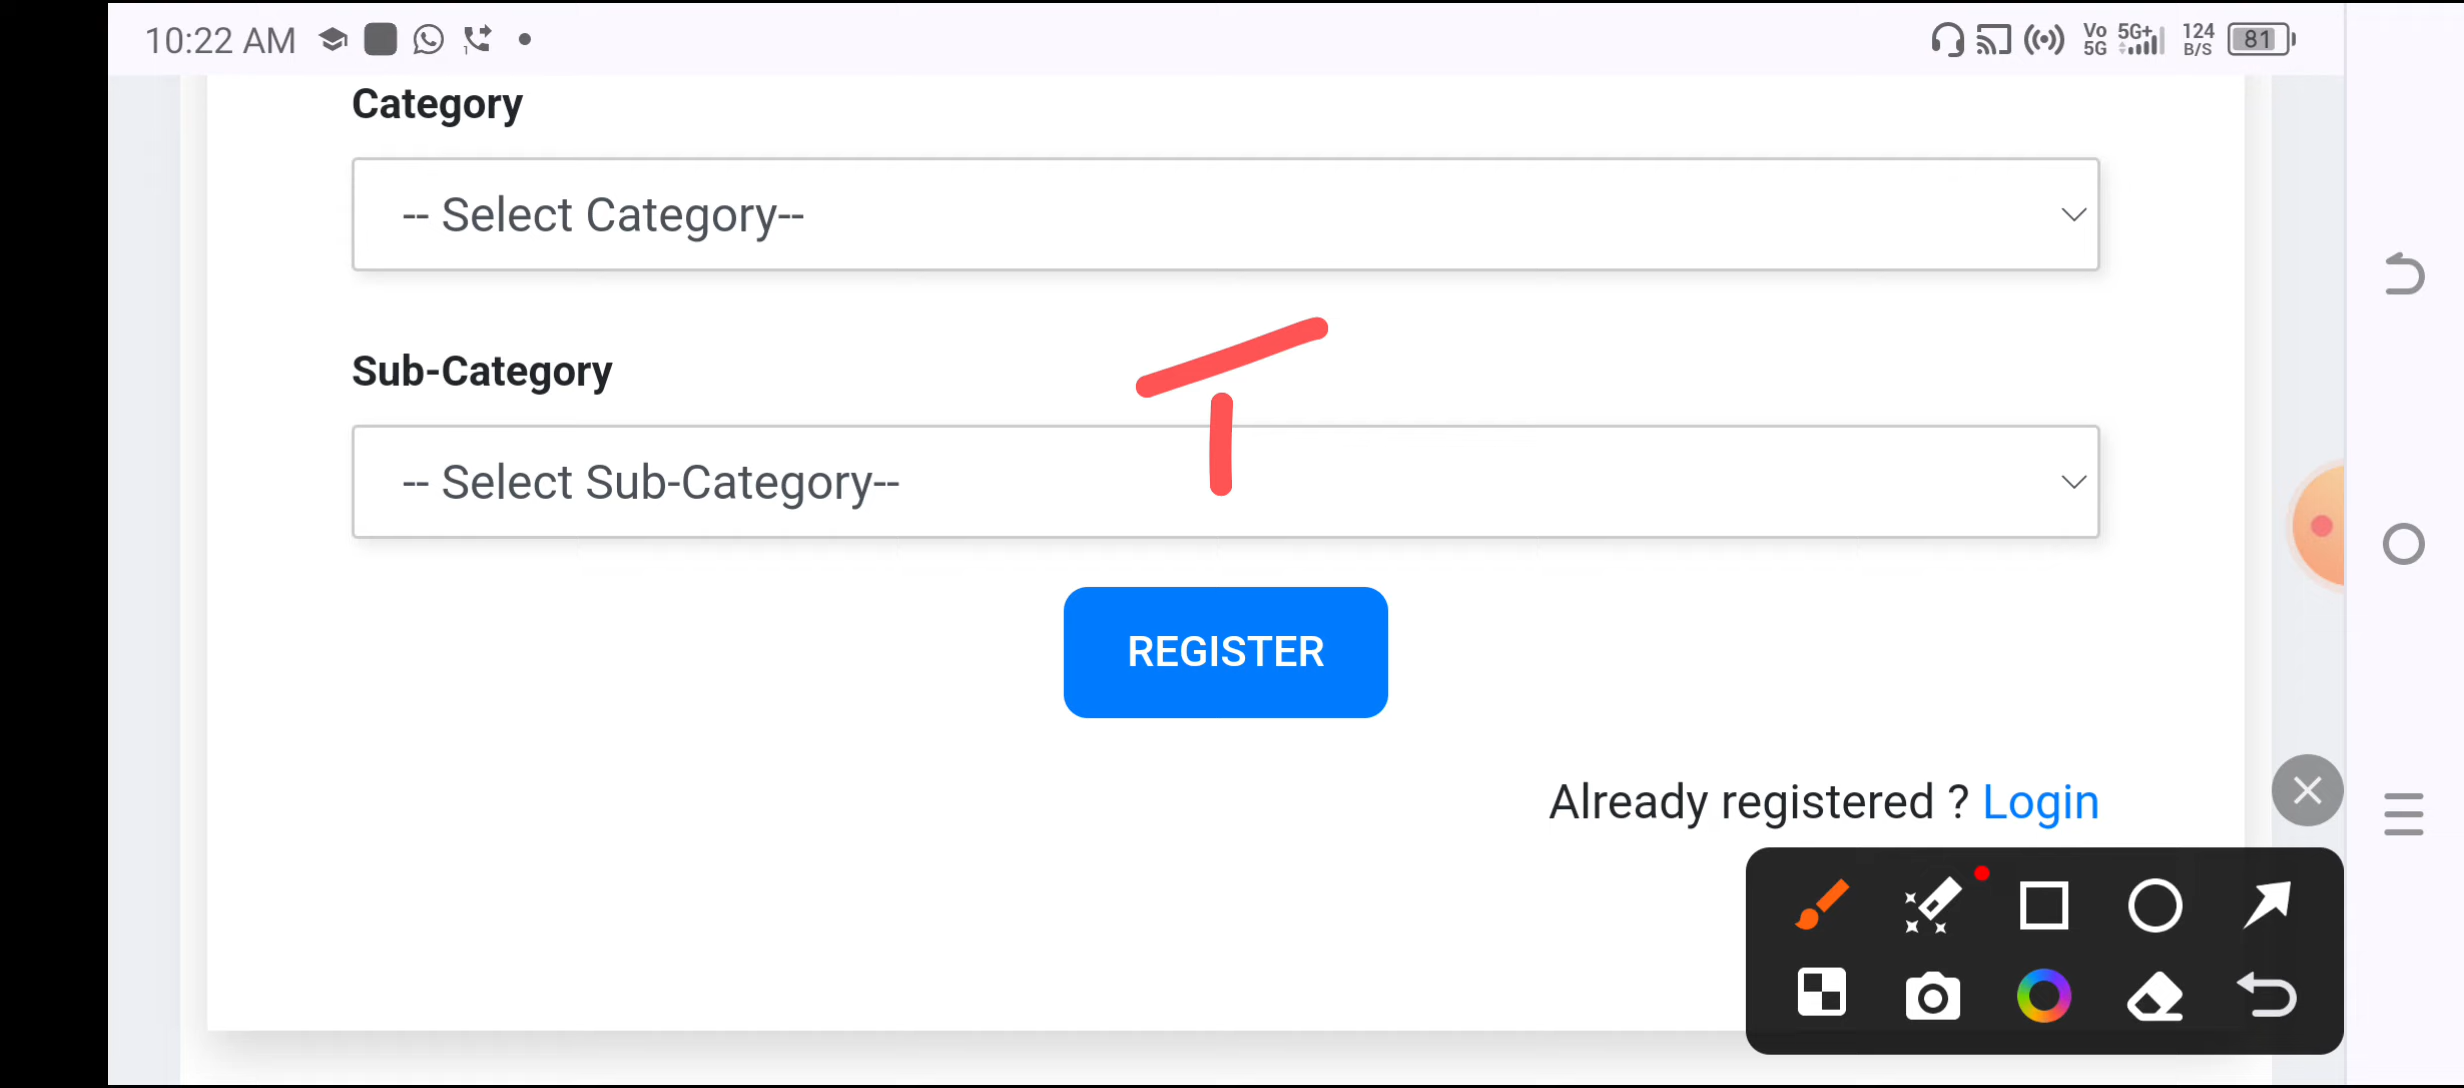 10:22 AM
Vo 5G 5G+ 124 B/S 81
Category
-- Select Category--
Sub-Category
-- Select Sub-Category--
REGISTER
Already registered ? Login